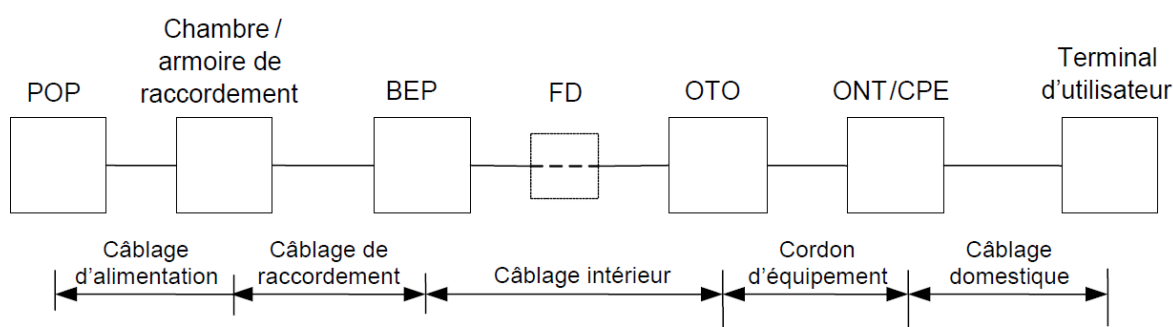 POP
Chambre /
armoire de
raccordement
BEP
FD
OTO
ONT/CPE
Terminal
d'utilisateur
Câblage
d'alimentation
Câblage de
raccordement
Câblage intérieur
Cordon
d'équipement
Câblage
domestique